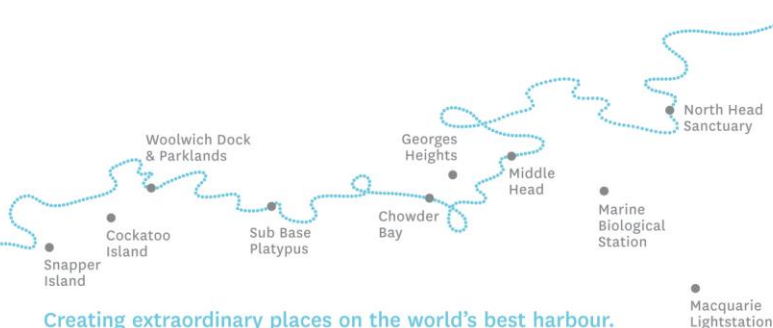 North Head
Sanctuary
Woolwich Dock
& Parklands
Georges
Heights
Middle
Head
Marine
Biological
Station
Chowder
Bay
Sub Base
Platypus
Cockatoo
Island
Snapper
Island
Macquarie
Lightstation
Creating extraordinary places on the world's best harbour.